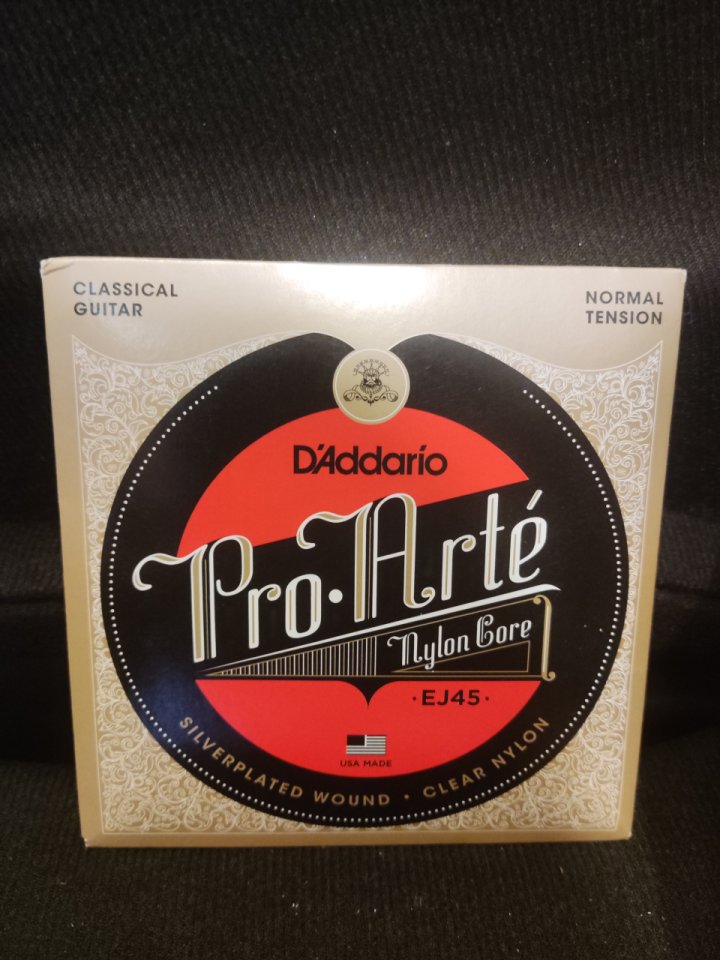 CLASSICAL
GUITAR
NORMAL
TENSION
D'Addario
Pro·Arté
Nylon Core
·EJ45·
USA MADE
SILVERPLATED WOUND • CLEAR NYLON